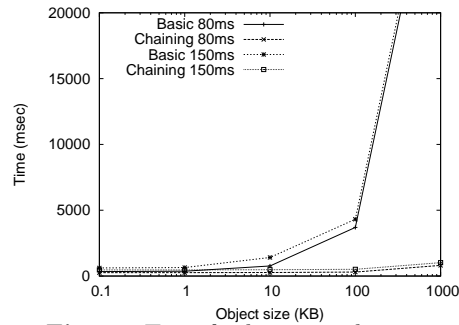 20000
15000
10000
5000
0
Time (msec)
Basic 80ms
Chaining 80ms
Basic 150ms
Chaining 150ms
0.1 1 10 100 1000
Object size (KB)